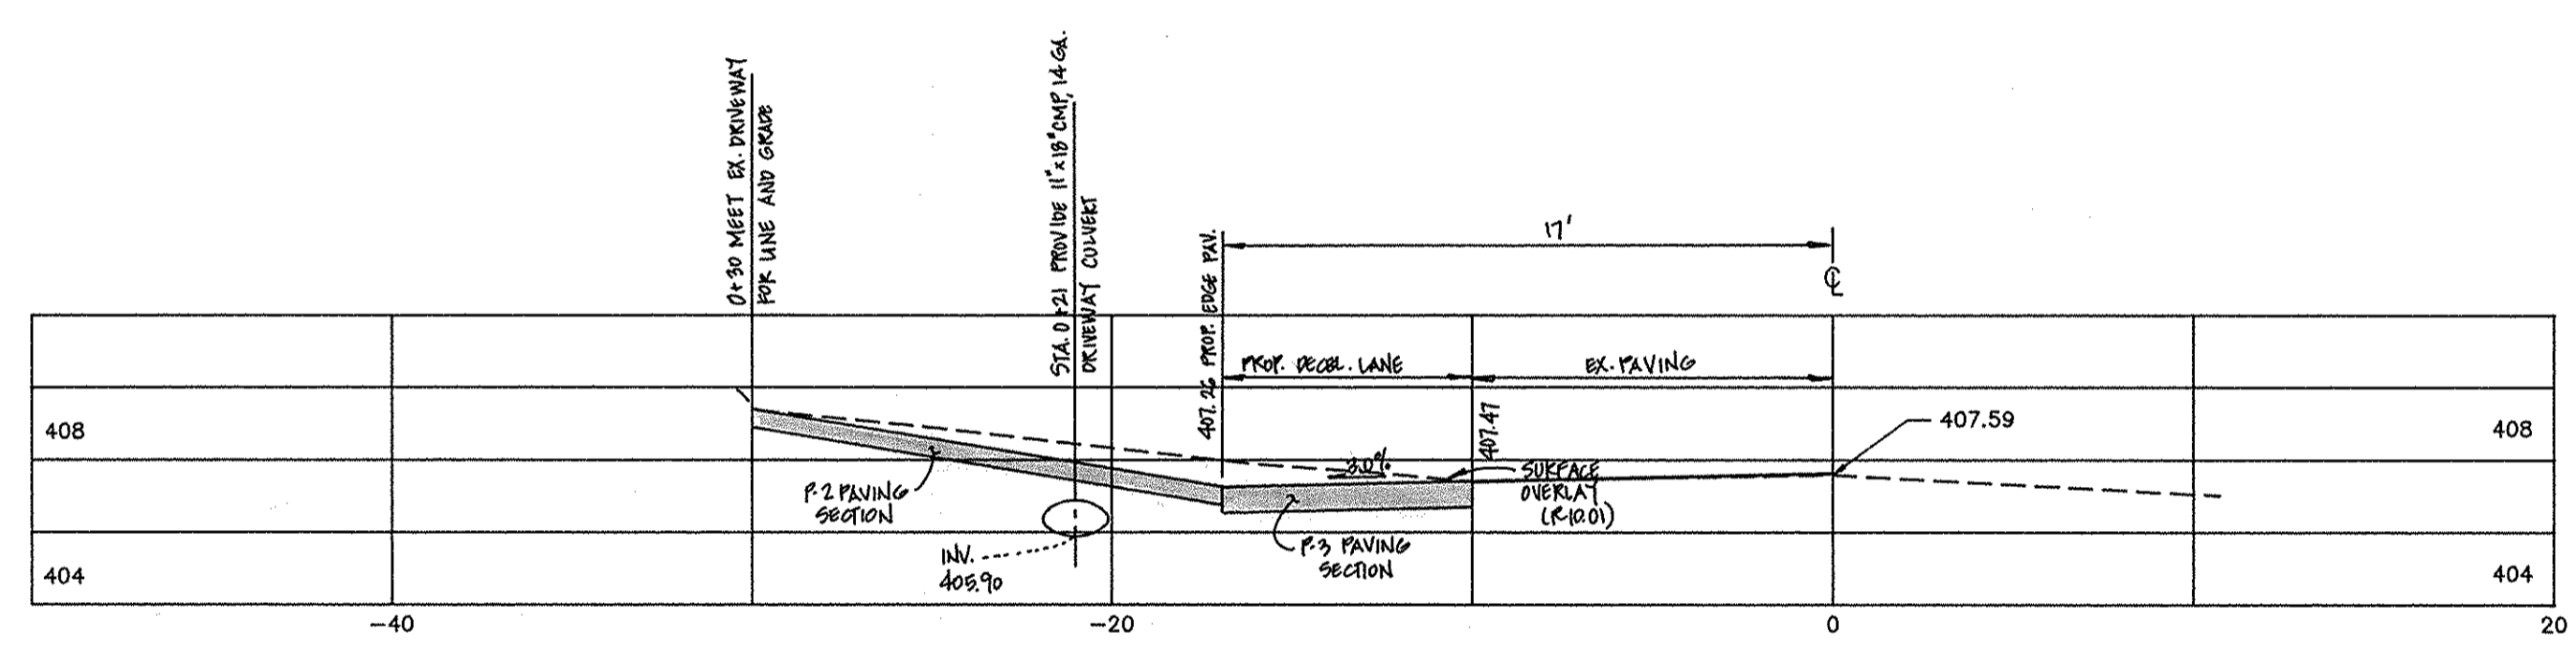 0+30 MEET EX. DRIVEWAY
FOR LINE AND GRADE
STA. 0+21 PROVIDE 11"x18" CMP, 14 GA.
DRIVEWAY CULVERT
407.26 PROP. EDGE PAV.
17'
℄
PROP. DECEL. LANE
EX. PAVING
407.47
407.59
408
408
3.0%
SURFACE
OVERLAY
(R-10.01)
P-2 PAVING
SECTION
P-3 PAVING
SECTION
INV.
405.90
404
404
-40
-20
0
20